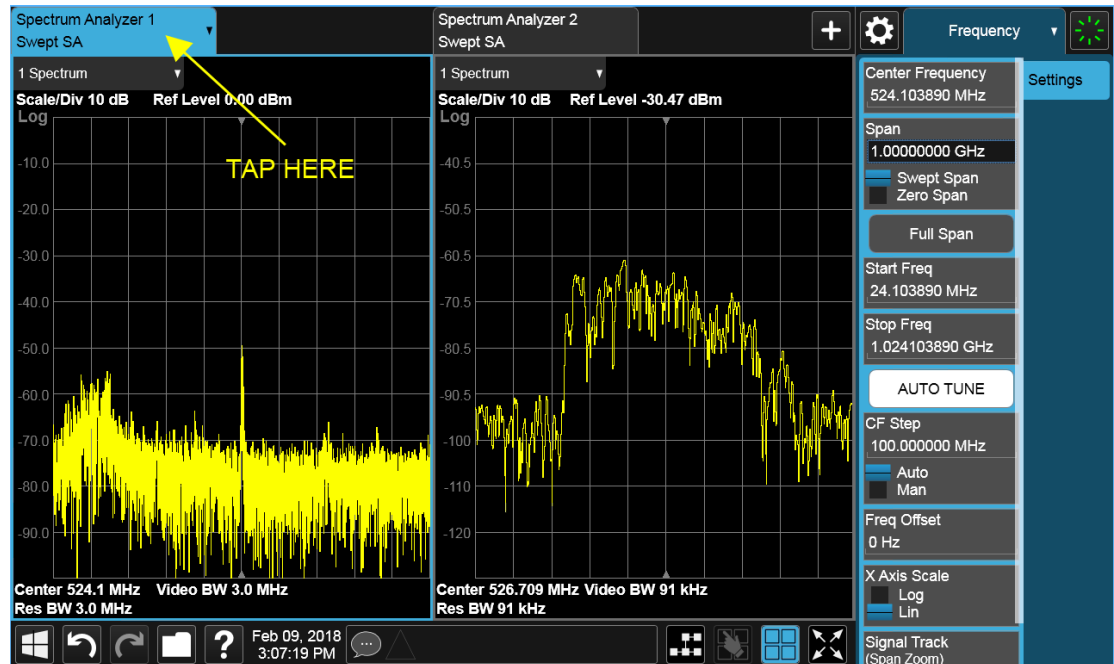 Spectrum Analyzer 1
Swept SA
Spectrum Analyzer 2
Swept SA
+
Frequency
1 Spectrum
Scale/Div 10 dB Ref Level 0.00 dBm
Log
-10.0
-20.0
-30.0
-40.0
-50.0
-60.0
-70.0
-80.0
-90.0
TAP HERE
Center 524.1 MHz Video BW 3.0 MHz
Res BW 3.0 MHz
1 Spectrum
Scale/Div 10 dB Ref Level -30.47 dBm
Log
-40.5
-50.5
-60.5
-70.5
-80.5
-90.5
-100
-110
-120
Center 526.709 MHz Video BW 91 kHz
Res BW 91 kHz
Center Frequency
524.103890 MHz
Span
1.00000000 GHz
Swept Span
Zero Span
Full Span
Start Freq
24.103890 MHz
Stop Freq
1.024103890 GHz
AUTO TUNE
CF Step
100.000000 MHz
Auto
Man
Freq Offset
0 Hz
X Axis Scale
Log
Lin
Signal Track
(Span Zoom)
Settings
?
Feb 09, 2018
3:07:19 PM